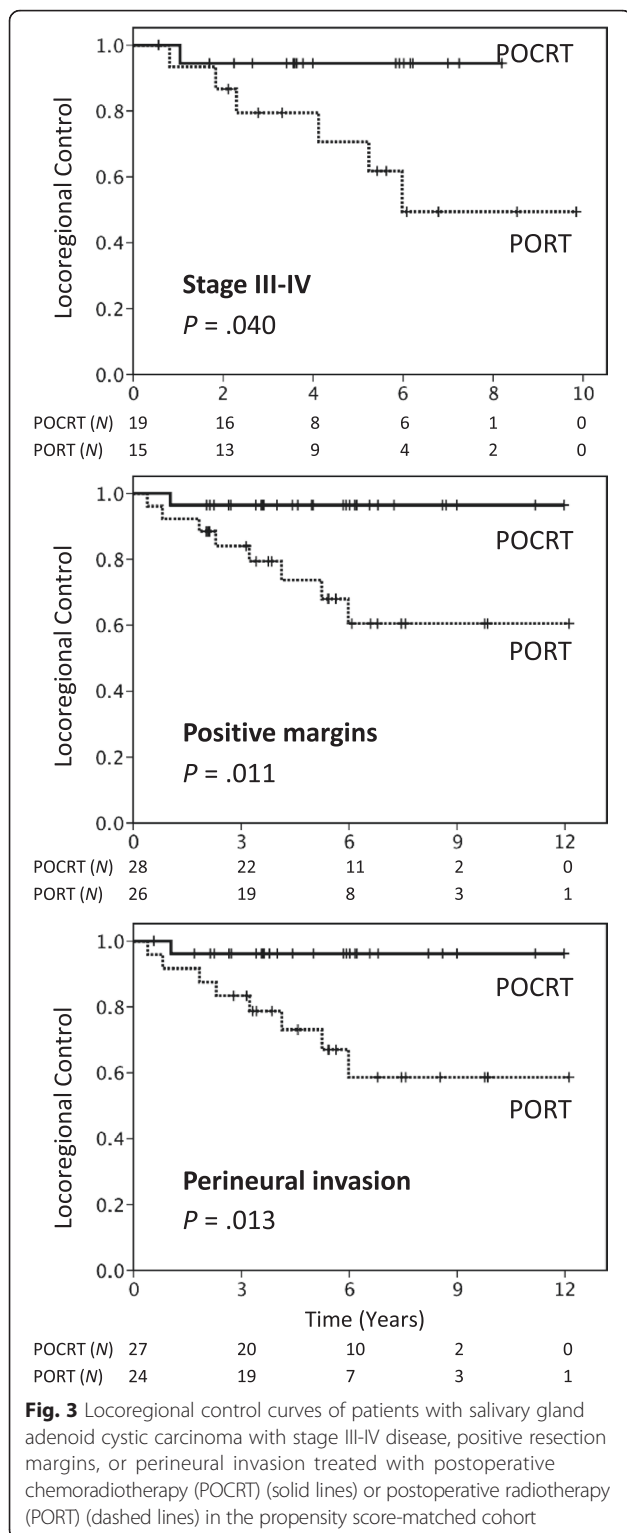 1.0
0.8
0.6
0.4
0.2
0.0
Locoregional Control
POCRT
PORT
Stage III-IV
P = .040
0 2 4 6 8 10
POCRT (N) 19 16 8 6 1 0
PORT (N) 15 13 9 4 2 0
1.0
0.8
0.6
0.4
0.2
0.0
Locoregional Control
POCRT
PORT
Positive margins
P = .011
0 3 6 9 12
POCRT (N) 28 22 11 2 0
PORT (N) 26 19 8 3 1
1.0
0.8
0.6
0.4
0.2
0.0
Locoregional Control
POCRT
PORT
Perineural invasion
P = .013
0 3 6 9 12
Time (Years)
POCRT (N) 27 20 10 2 0
PORT (N) 24 19 7 3 1
Fig. 3 Locoregional control curves of patients with salivary gland
adenoid cystic carcinoma with stage III-IV disease, positive resection
margins, or perineural invasion treated with postoperative
chemoradiotherapy (POCRT) (solid lines) or postoperative radiotherapy
(PORT) (dashed lines) in the propensity score-matched cohort